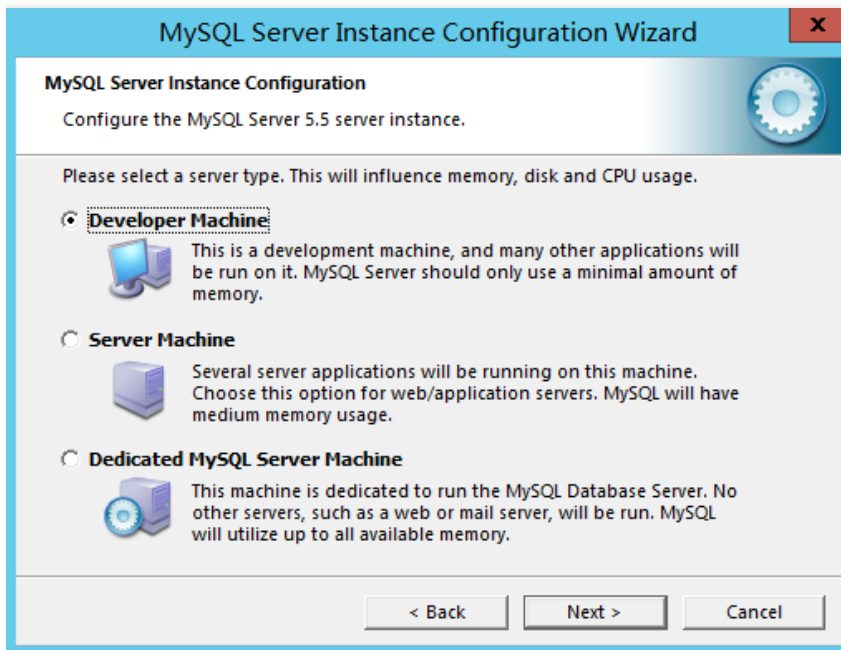 MySQL Server Instance Configuration Wizard
x
MySQL Server Instance Configuration
Configure the MySQL Server 5.5 server instance.
Please select a server type. This will influence memory, disk and CPU usage.
Developer Machine
This is a development machine, and many other applications will
be run on it. MySQL Server should only use a minimal amount of
memory.
Server Machine
Several server applications will be running on this machine.
Choose this option for web/application servers. MySQL will have
medium memory usage.
Dedicated MySQL Server Machine
This machine is dedicated to run the MySQL Database Server. No
other servers, such as a web or mail server, will be run. MySQL
will utilize up to all available memory.
< Back Next > Cancel